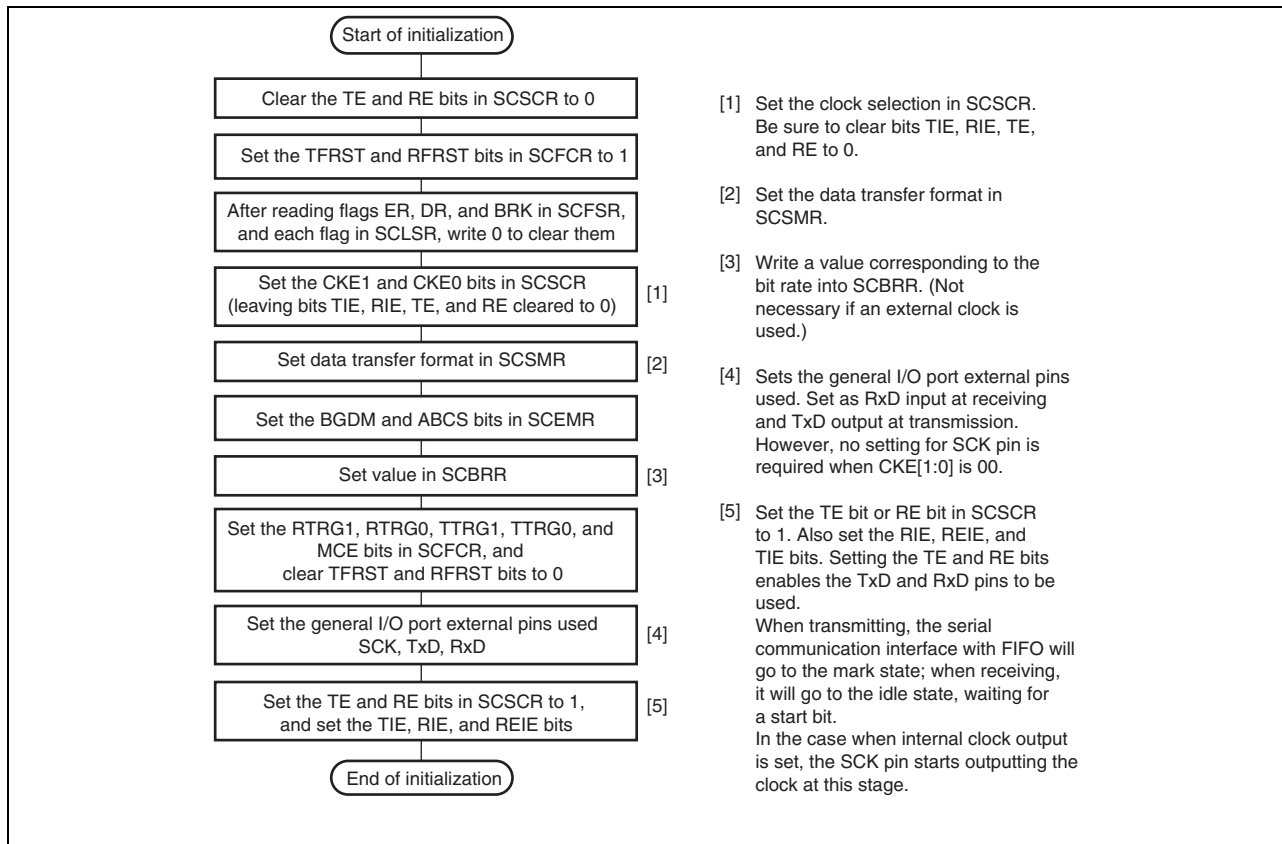 Start of initialization
Clear the TE and RE bits in SCSCR to 0
Set the TFRST and RFRST bits in SCFCR to 1
After reading flags ER, DR, and BRK in SCFSR,
and each flag in SCLSR, write 0 to clear them
Set the CKE1 and CKE0 bits in SCSCR
(leaving bits TIE, RIE, TE, and RE cleared to 0)
[1]
Set data transfer format in SCSMR
[2]
Set the BGDM and ABCS bits in SCEMR
Set value in SCBRR
[3]
Set the RTRG1, RTRG0, TTRG1, TTRG0, and
MCE bits in SCFCR, and
clear TFRST and RFRST bits to 0
Set the general I/O port external pins used
SCK, TxD, RxD
[4]
Set the TE and RE bits in SCSCR to 1,
and set the TIE, RIE, and REIE bits
[5]
End of initialization
[1] Set the clock selection in SCSCR.
Be sure to clear bits TIE, RIE, TE,
and RE to 0.
[2] Set the data transfer format in
SCSMR.
[3] Write a value corresponding to the
bit rate into SCBRR. (Not
necessary if an external clock is
used.)
[4] Sets the general I/O port external pins
used. Set as RxD input at receiving
and TxD output at transmission.
However, no setting for SCK pin is
required when CKE[1:0] is 00.
[5] Set the TE bit or RE bit in SCSCR
to 1. Also set the RIE, REIE, and
TIE bits. Setting the TE and RE bits
enables the TxD and RxD pins to be
used.
When transmitting, the serial
communication interface with FIFO will
go to the mark state; when receiving,
it will go to the idle state, waiting for
a start bit.
In the case when internal clock output
is set, the SCK pin starts outputting the
clock at this stage.